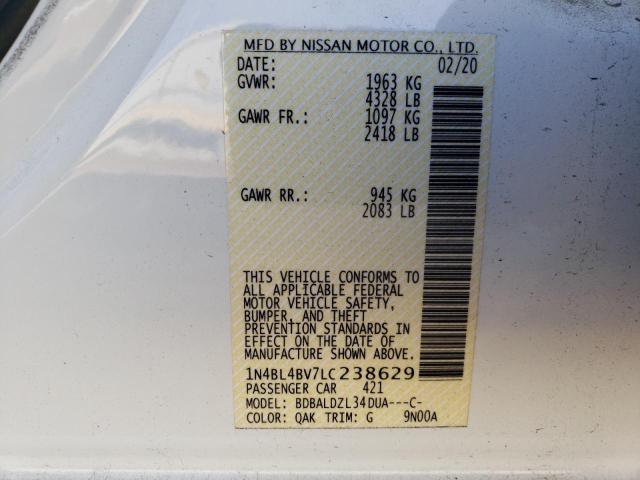 MFD BY NISSAN MOTOR CO., LTD.
DATE: 02/20
GVWR: 1963 KG
4328 LB
GAWR FR.: 1097 KG
2418 LB
GAWR RR.: 945 KG
2083 LB
THIS VEHICLE CONFORMS TO
ALL APPLICABLE FEDERAL
MOTOR VEHICLE SAFETY,
BUMPER, AND THEFT
PREVENTION STANDARDS IN
EFFECT ON THE DATE OF
MANUFACTURE SHOWN ABOVE.
1N4BL4BV7LC238629
PASSENGER CAR 421
MODEL: BDBALDZL34DUA---C-
COLOR: QAK TRIM: G 9N00A